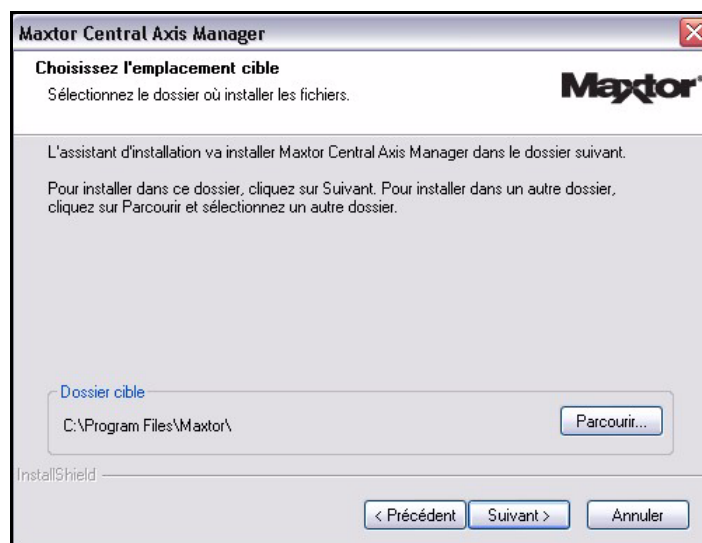 Maxtor Central Axis Manager
Choisissez l'emplacement cible
Sélectionnez le dossier où installer les fichiers.
Maxtor
L'assistant d'installation va installer Maxtor Central Axis Manager dans le dossier suivant.
Pour installer dans ce dossier, cliquez sur Suivant. Pour installer dans un autre dossier,
cliquez sur Parcourir et sélectionnez un autre dossier.
Dossier cible
C:\Program Files\Maxtor\
Parcourir...
InstallShield
< Précédent
Suivant >
Annuler